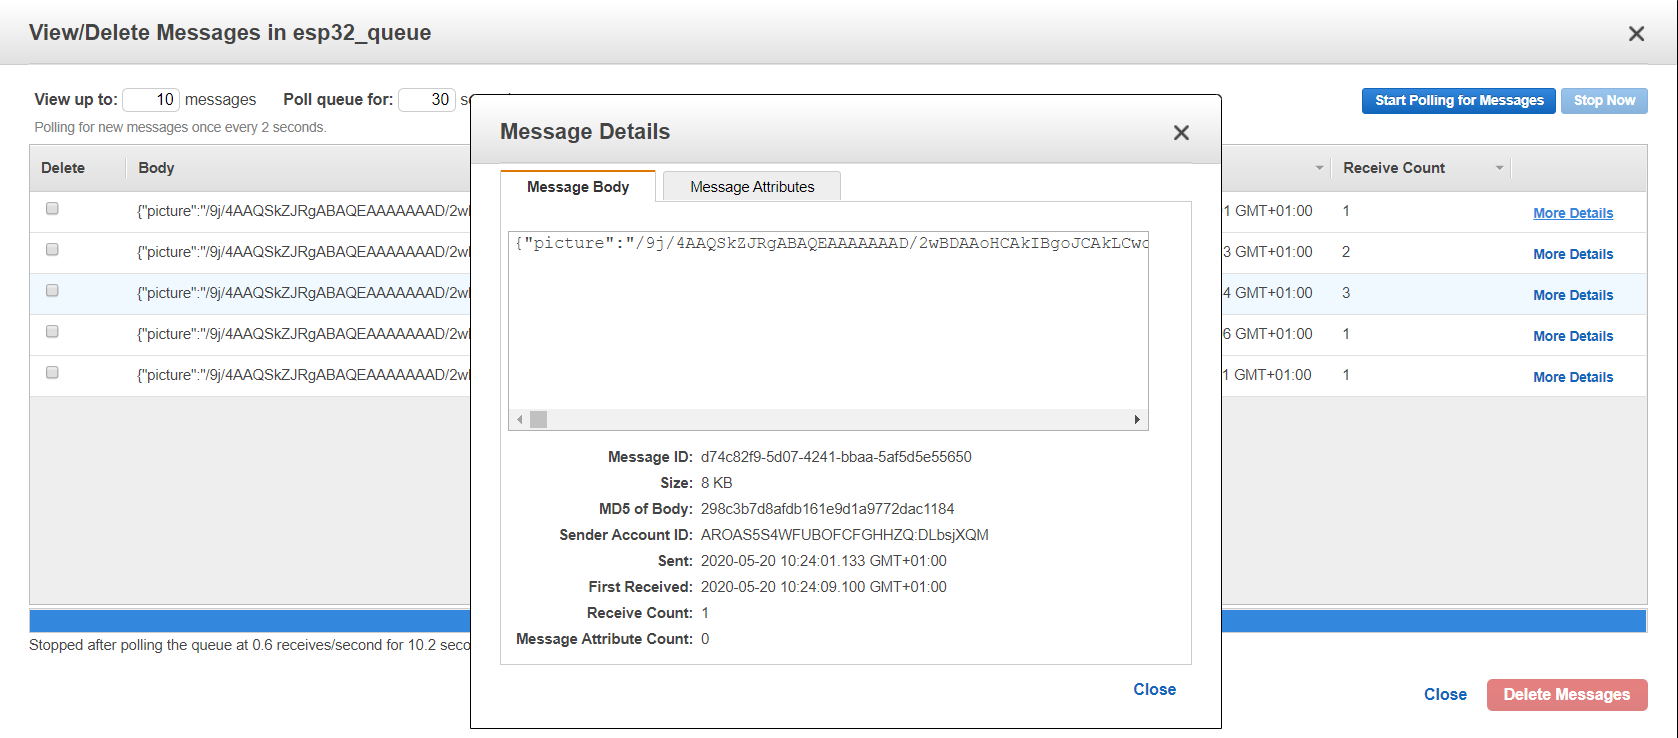 View/Delete Messages in esp32_queue
View up to: 10 messages Poll queue for: 30
Start Polling for Messages Stop Now
Polling for new messages once every 2 seconds.
Message Details
Delete Body Receive Count
Message Body Message Attributes
{"picture":"/9j/4AAQSkZJRgABAQEAAAAAAAD/2w 1 GMT+01:00 1 More Details
{"picture":"/9j/4AAQSkZJRgABAQEAAAAAAAD/2wBDAAoHCAkIBgoJCAkLCwo
{"picture":"/9j/4AAQSkZJRgABAQEAAAAAAAD/2w 3 GMT+01:00 2 More Details
{"picture":"/9j/4AAQSkZJRgABAQEAAAAAAAD/2w 4 GMT+01:00 3 More Details
{"picture":"/9j/4AAQSkZJRgABAQEAAAAAAAD/2w 6 GMT+01:00 1 More Details
{"picture":"/9j/4AAQSkZJRgABAQEAAAAAAAD/2w 1 GMT+01:00 1 More Details
Message ID: d74c82f9-5d07-4241-bbaa-5af5d5e55650
Size: 8 KB
MD5 of Body: 298c3b7d8afdb161e9d1a9772dac1184
Sender Account ID: AROAS5S4WFUBOFCFGHHZQ:DLbsjXQM
Sent: 2020-05-20 10:24:01.133 GMT+01:00
First Received: 2020-05-20 10:24:09.100 GMT+01:00
Receive Count: 1
Message Attribute Count: 0
Stopped after polling the queue at 0.6 receives/second for 10.2 seco
Close
Close Delete Messages